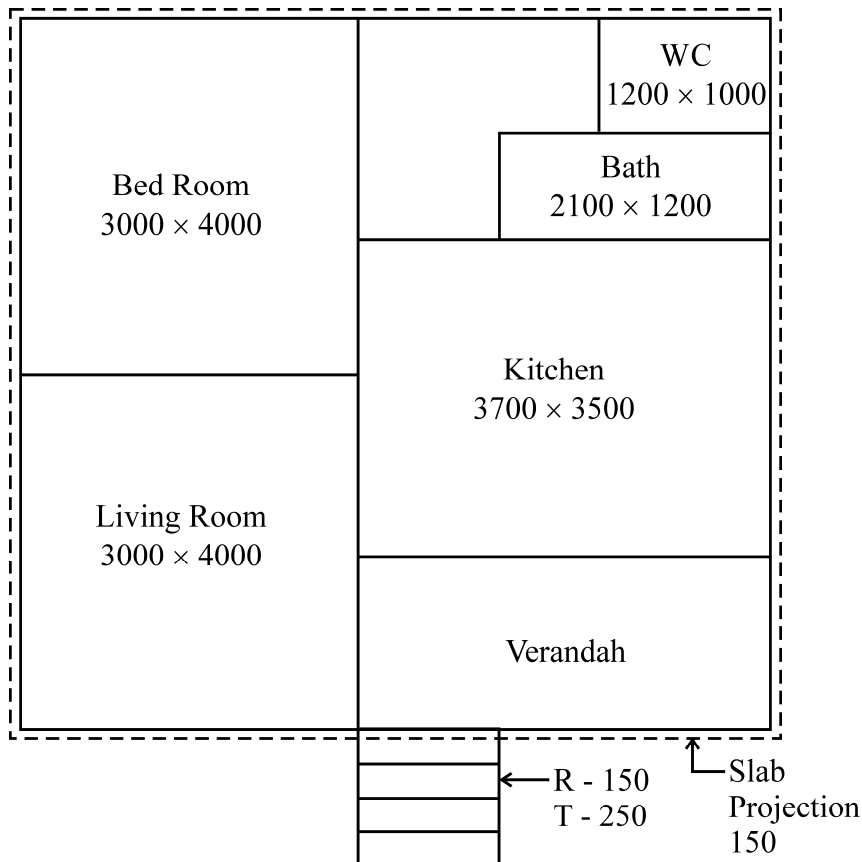 WC
1200 × 1000
Bath
2100 × 1200
Bed Room
3000 × 4000
Kitchen
3700 × 3500
Living Room
3000 × 4000
Verandah
R - 150
T - 250
Slab
Projection
150